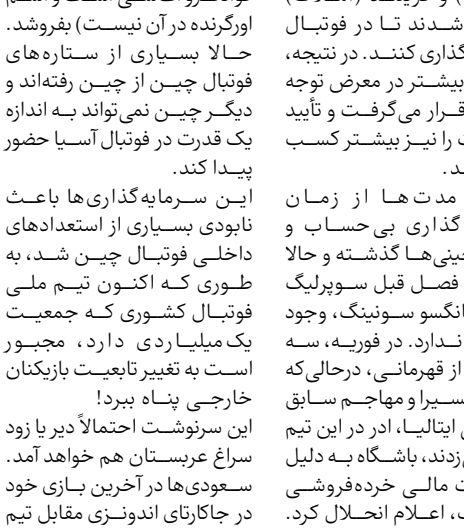 شدند تا در فوتبال
گذاری کنند. در نتیجه،
بیشتر در معرض توجه
قرار می‌گرفت و تأیید
را نیز بیشتر کسب
مدت‌ها از زمان
گذاری بی‌حساب و
چینی‌ها گذشته و حالا
فصل قبل سوپرلیگ
سونینگ، وجود
ندارد. در فوریه، سه
از قهرمانی، درحالی‌که
و مهاجم سابق
ایتالیا، ادر در این تیم
باشگاه به دلیل
مالی خرده‌فروشی
اعلام انحلال کرد.
اورگرنده در آن نیست) بفروشد.
حالا بسیاری از ستاره‌های
فوتبال چین از چین رفته‌اند و
دیگر چین نمی‌تواند به اندازه
یک قدرت در فوتبال آسیا حضور
پیدا کند.
این سرمایه‌گذاری‌ها باعث
نابودی بسیاری از استعدادهای
داخلی فوتبال چین شد، به
طوری که اکنون تیم ملی
فوتبال کشوری که جمعیت
یک میلیاردی دارد، مجبور
است به تغییر تابعیت بازیکنان
خارجی پناه ببرد!
این سرنوشت احتمالاً دیر یا زود
سراغ عربستان هم خواهد آمد.
سعودی‌ها در آخرین بازی خود
در جاکارتای اندونزی مقابل تیم